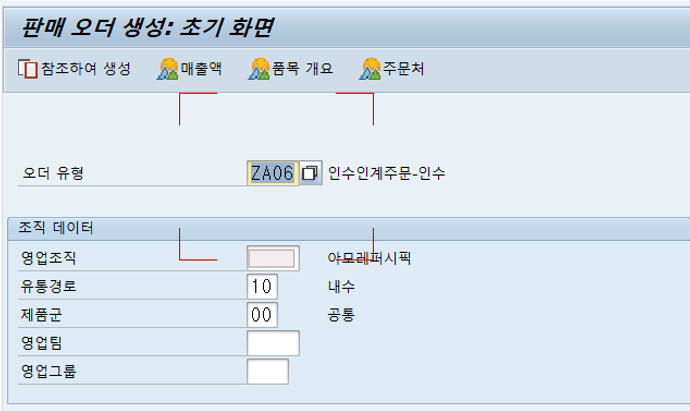 판매 오더 생성: 초기 화면
참조하여 생성 매출액 품목 개요 주문처
오더 유형 ZA06 인수인계주문-인수
조직 데이터
영업조직 아모레퍼시픽
유통경로 10 내수
제품군 00 공통
영업팀
영업그룹